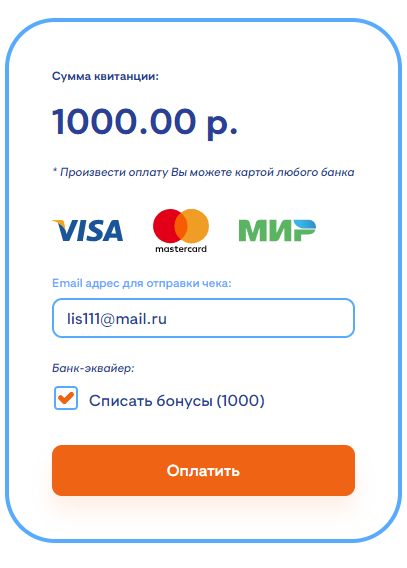 Сумма квитанции:
1000.00 р.
* Произвести оплату Вы можете картой любого банка
VISA mastercard МИР
Email адрес для отправки чека:
lis111@mail.ru
Банк-эквайер:
Списать бонусы (1000)
Оплатить